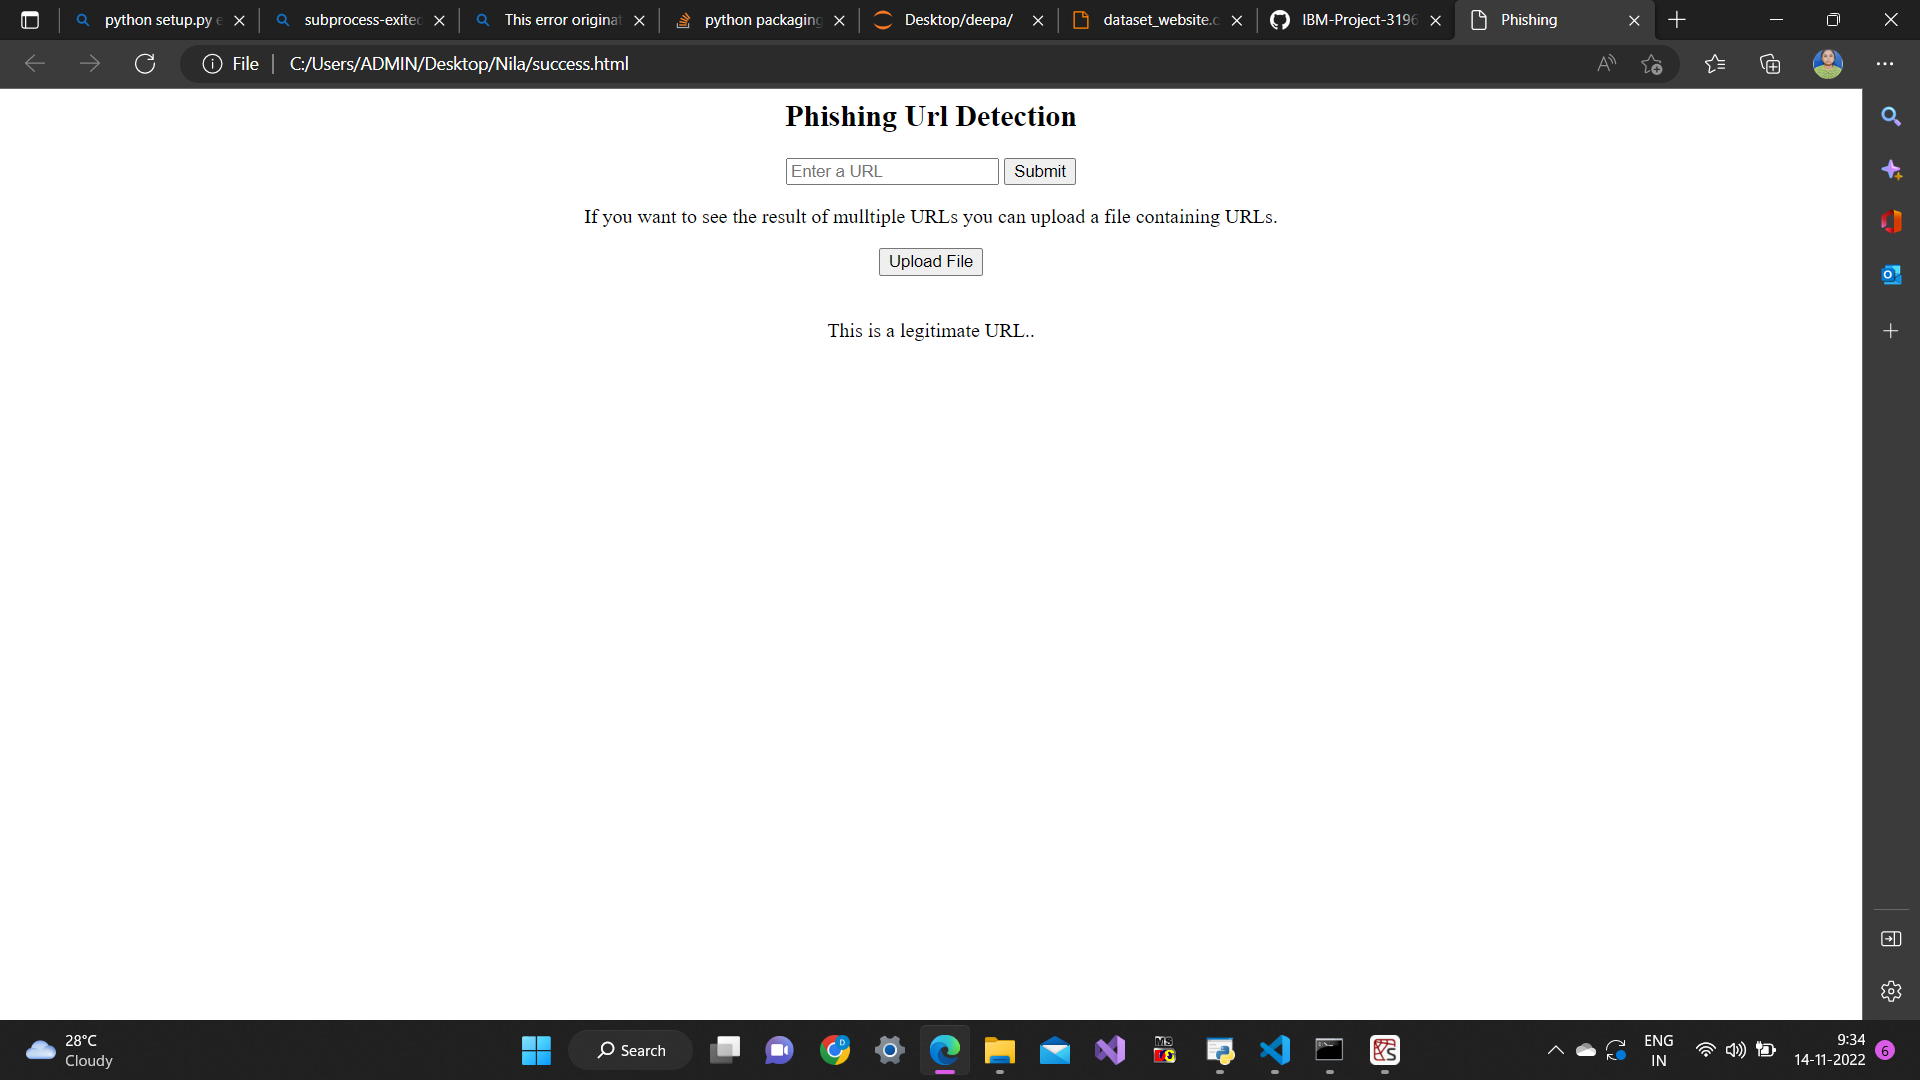 python setup.py e
subprocess-exited
This error originat
python packaging
Desktop/deepa/
dataset_website.c
IBM-Project-3196
Phishing
File
C:/Users/ADMIN/Desktop/Nila/success.html
Phishing Url Detection
Enter a URL
Submit
If you want to see the result of mulltiple URLs you can upload a file containing URLs.
Upload File
This is a legitimate URL..
28°C
Cloudy
Search
ENG
IN
9:34
14-11-2022
6